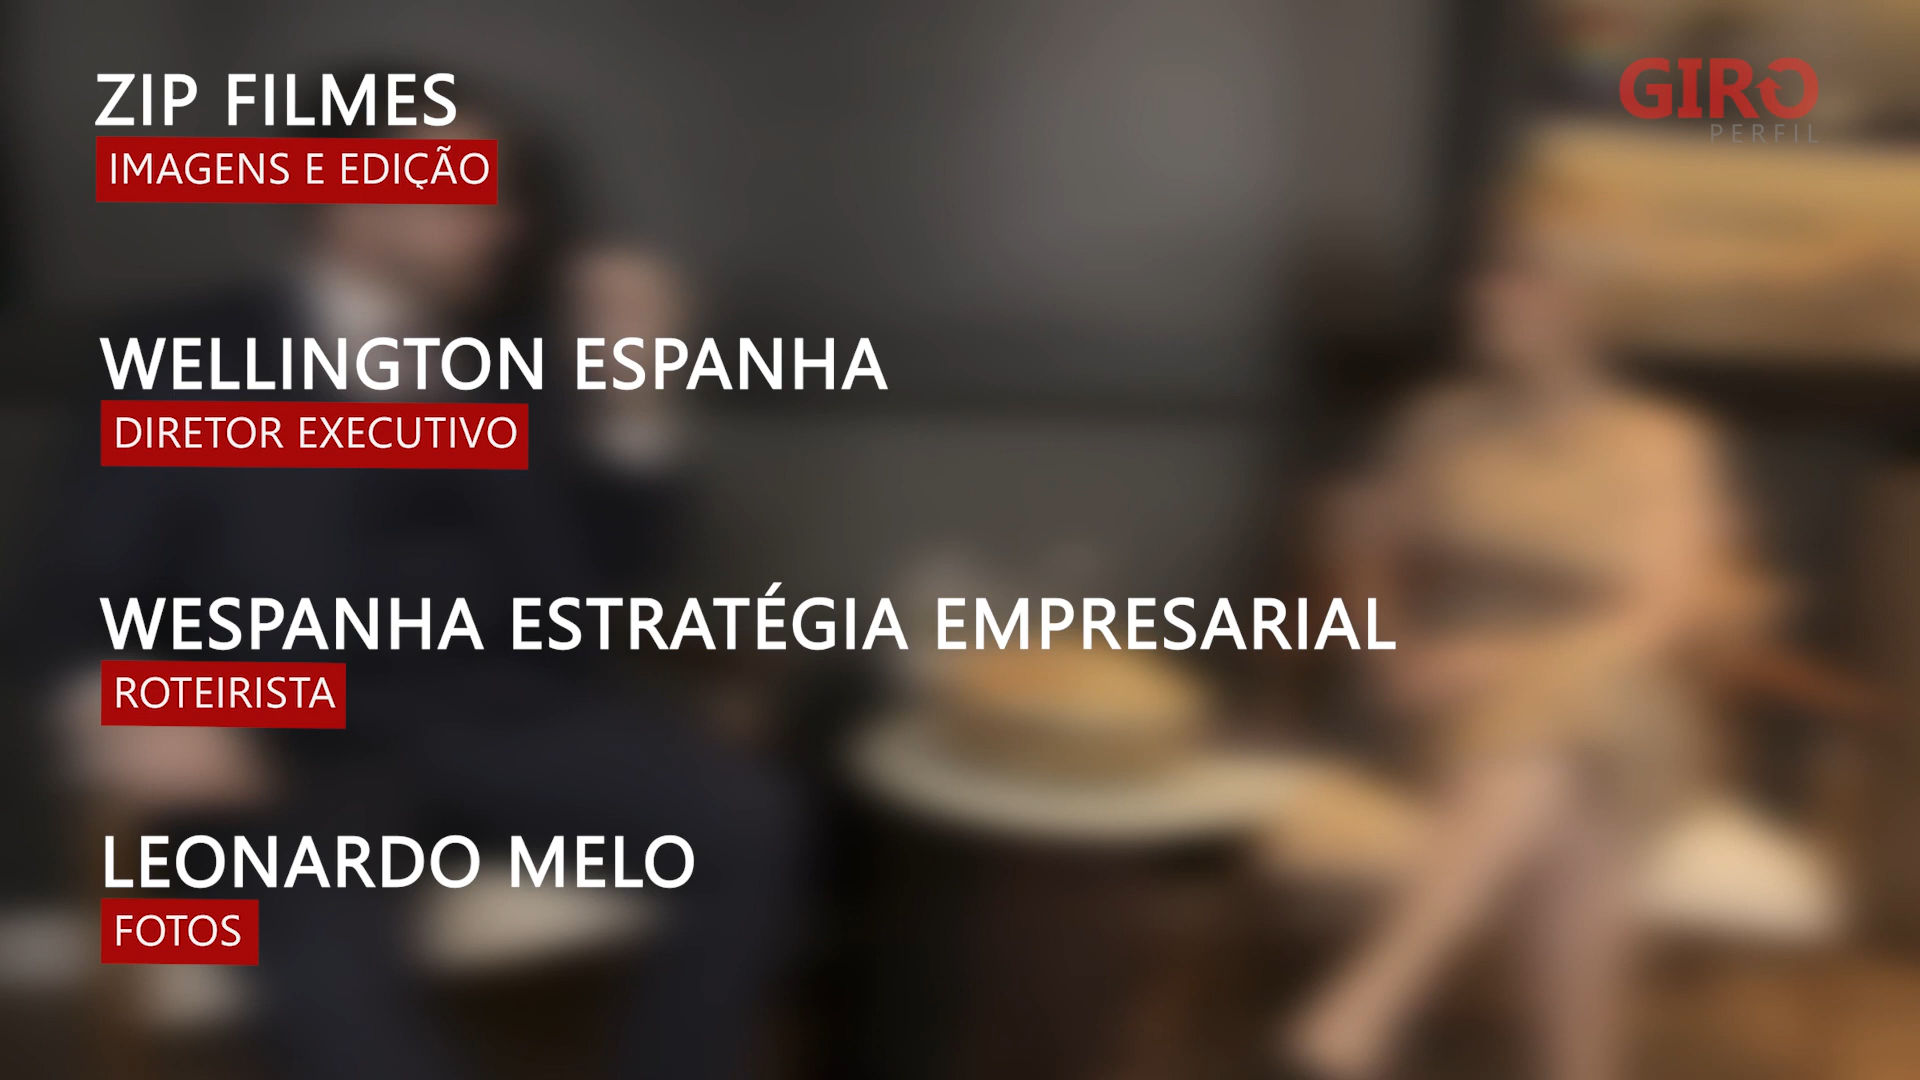 ZIP FILMES
IMAGENS E EDIÇÃO
GIRO
PERFIL
WELLINGTON ESPANHA
DIRETOR EXECUTIVO
WESPANHA ESTRATÉGIA EMPRESARIAL
ROTEIRISTA
LEONARDO MELO
FOTOS